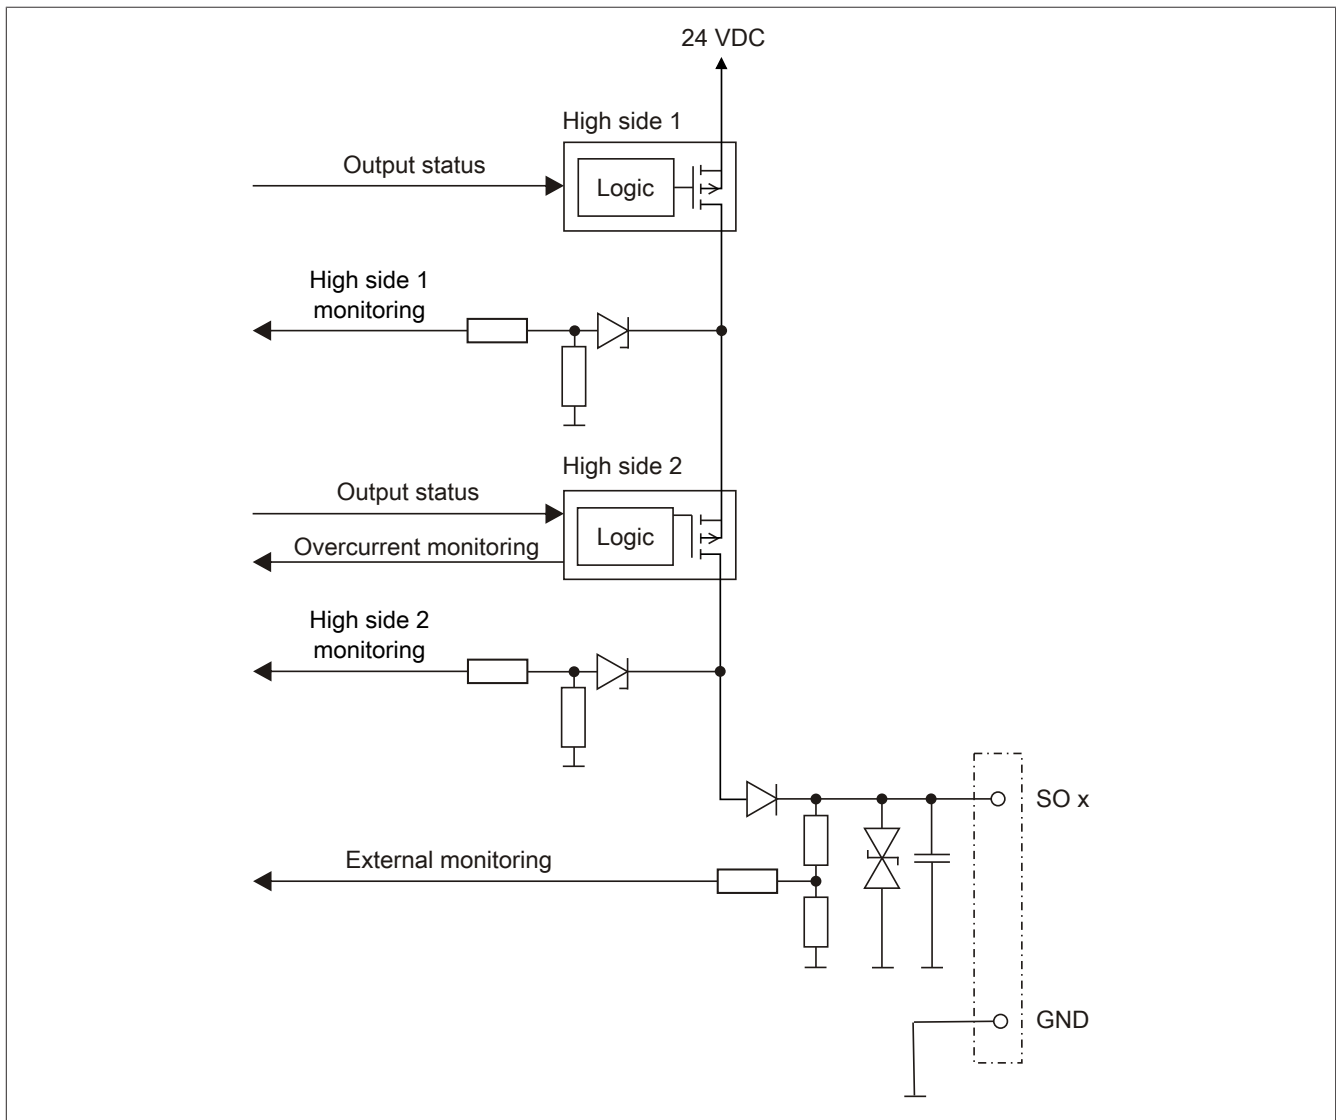 24 VDC
High side 1
Output status
Logic
High side 1
monitoring
High side 2
Output status
Logic
Overcurrent monitoring
High side 2
monitoring
SO x
External monitoring
GND